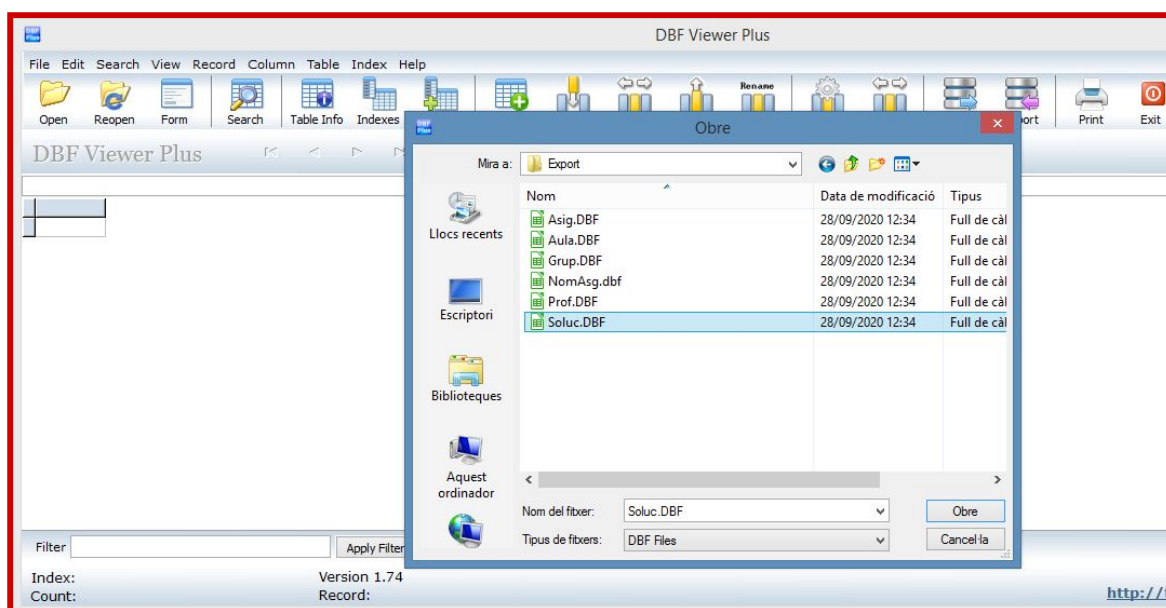 DBF Viewer Plus
File Edit Search View Record Column Table Index Help
Rename
Open Reopen Form Search Table Info Indexes Print Exit
DBF Viewer Plus
Obre
Mira a: Export
Nom Data de modificació Tipus
Asig.DBF 28/09/2020 12:34 Full de càl
Aula.DBF 28/09/2020 12:34 Full de càl
Grup.DBF 28/09/2020 12:34 Full de càl
NomAsg.dbf 28/09/2020 12:34 Full de càl
Prof.DBF 28/09/2020 12:34 Full de càl
Soluc.DBF 28/09/2020 12:34 Full de càl
Llocs recents
Escriptori
Biblioteques
Aquest
ordinador
Nom del fitxer: Soluc.DBF Obre
Tipus de fitxers: DBF Files Cancel·la
Filter Apply Filter
Index: Version 1.74
Count: Record: http://